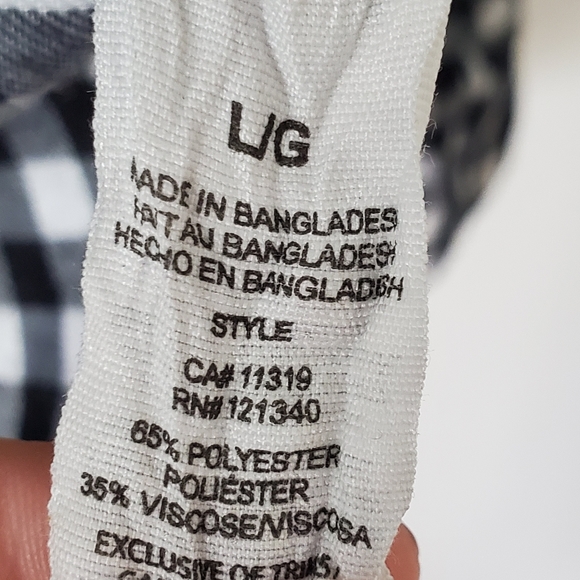 L/G
MADE IN BANGLADESH
FAIT AU BANGLADESH
HECHO EN BANGLADESH
STYLE
CA# 11319
RN# 121340
65% POLYESTER
POLIÉSTER
35% VISCOSE/VISCOSA
EXCLUSIVE OF TRIMS,